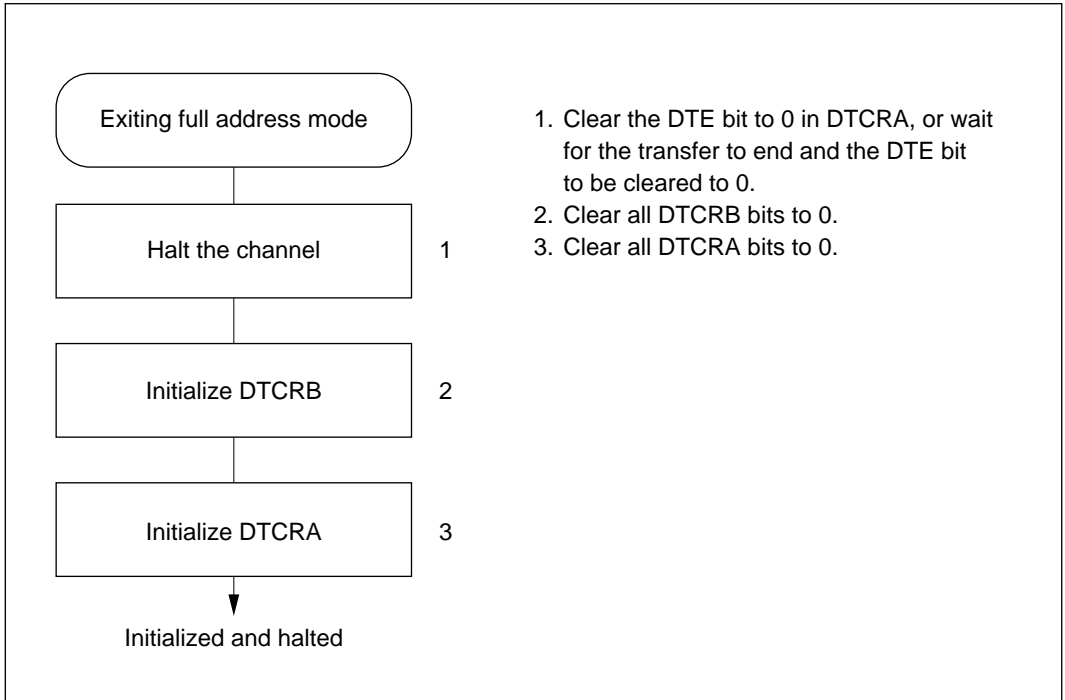 Exiting full address mode
Halt the channel
1
Initialize DTCRB
2
Initialize DTCRA
3
Initialized and halted
1. Clear the DTE bit to 0 in DTCRA, or wait
for the transfer to end and the DTE bit
to be cleared to 0.
2. Clear all DTCRB bits to 0.
3. Clear all DTCRA bits to 0.